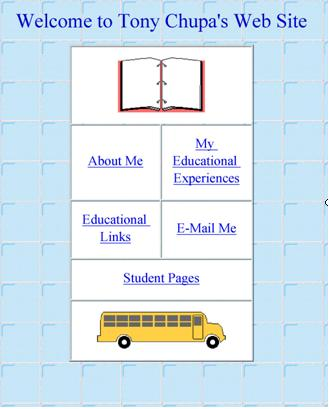 Welcome to Tony Chupa's Web Site
About Me
My
Educational
Experiences
Educational
Links
E-Mail Me
Student Pages